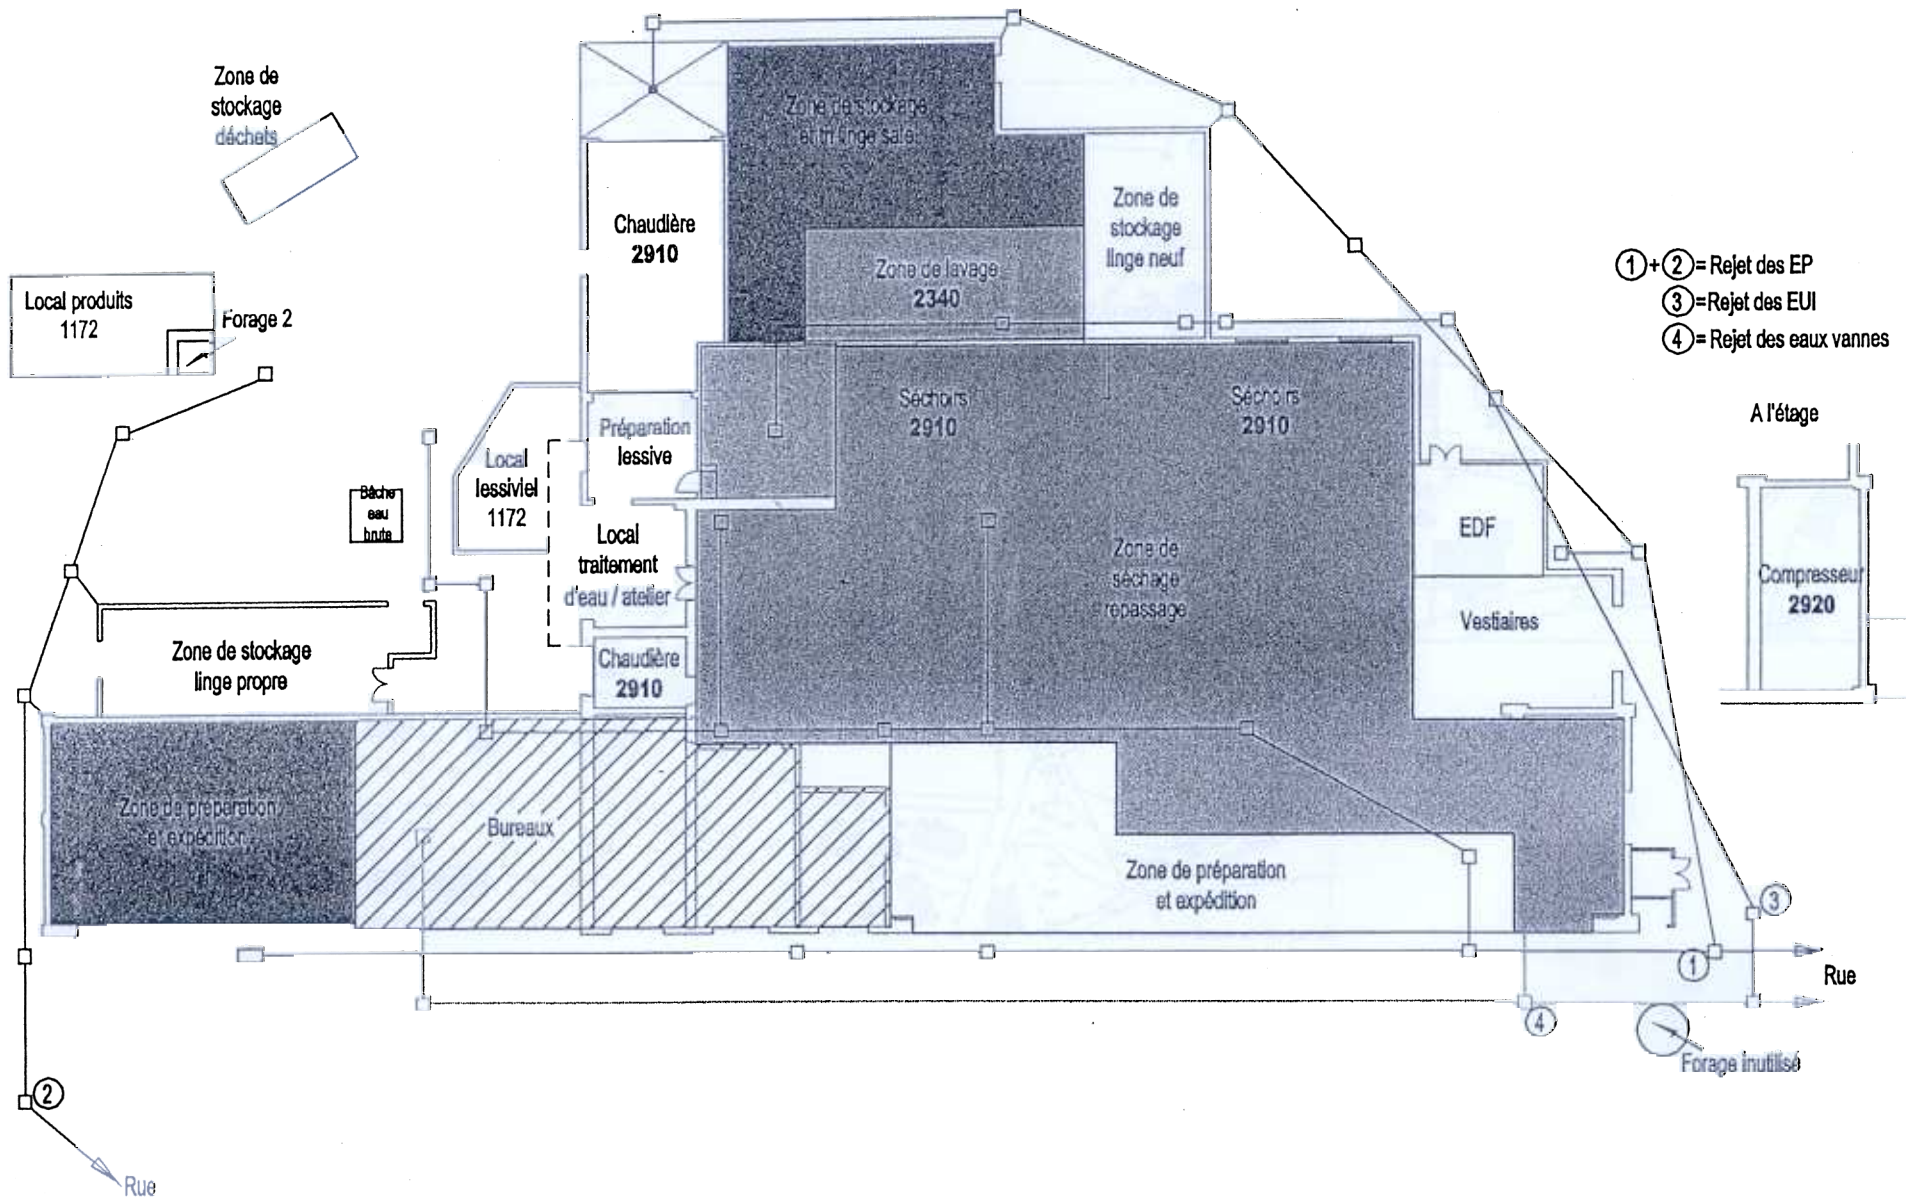 Zone de
stockage
déchets
Zone de stockage
et tri linge sale
Chaudière
2910
Zone de
stockage
linge neuf
Zone de lavage
2340
①+②= Rejet des EP
③=Rejet des EUI
④= Rejet des eaux vannes
Local produits
1172
Forage 2
Séchoirs
2910
Séchoirs
2910
A l'étage
Préparation
lessive
Local
lessiviel
1172
Bâche
eau
brute
Local
traitement
d'eau / atelier
EDF
Zone de
séchage
repassage
Compresseur
2920
Vestiaires
Zone de stockage
linge propre
Chaudière
2910
Zone de préparation
et expédition
Bureaux
Zone de préparation
et expédition
③
①
Rue
④
Forage inutilisé
②
Rue